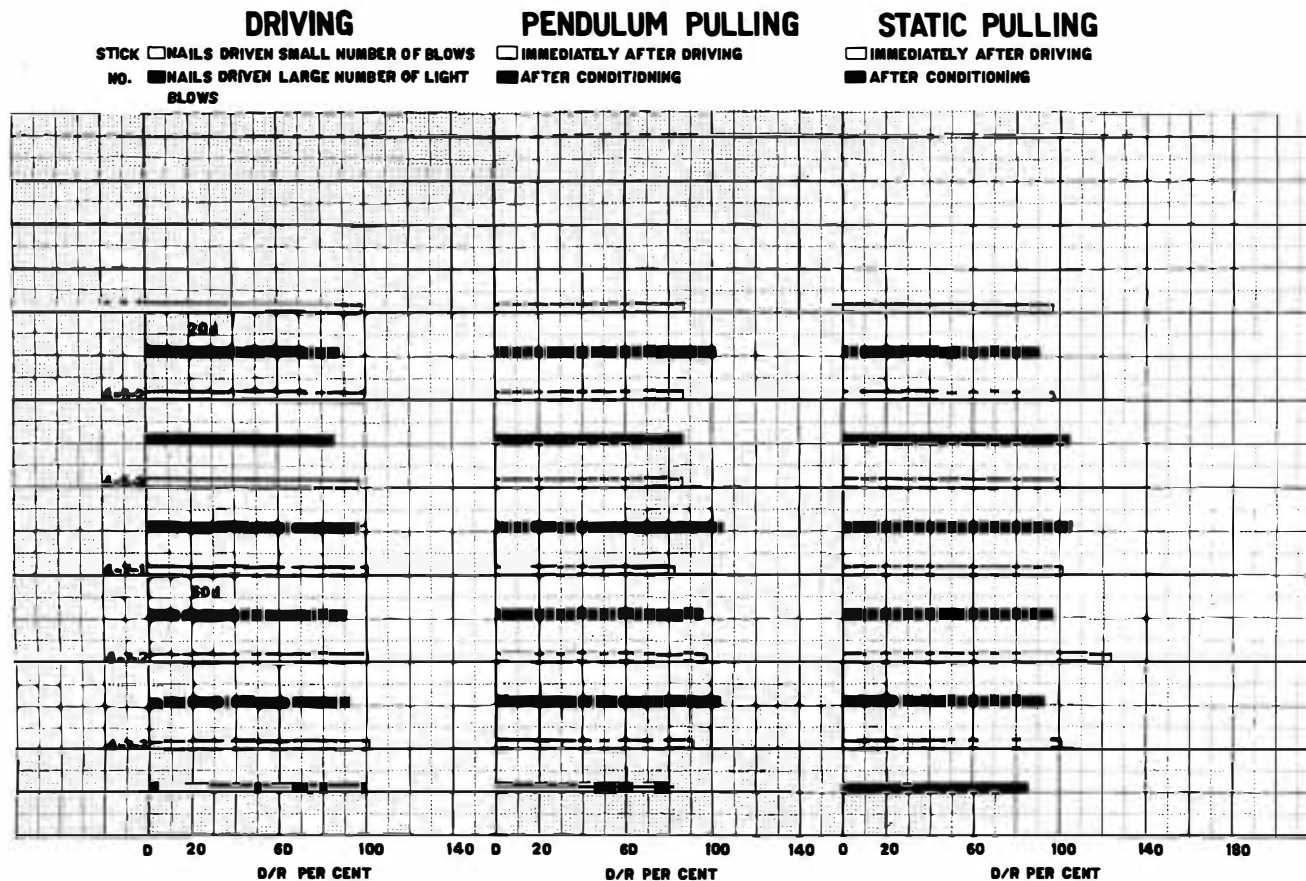 DRIVING
PENDULUM PULLING
STATIC PULLING
STICK □ NAILS DRIVEN SMALL NUMBER OF BLOWS
□ IMMEDIATELY AFTER DRIVING
□ IMMEDIATELY AFTER DRIVING
NO. ■ NAILS DRIVEN LARGE NUMBER OF LIGHT
■ AFTER CONDITIONING
■ AFTER CONDITIONING
BLOWS
20d
0 20 60 100 140
0 20 60 100 140
0 20 60 100 140 180
D/R PER CENT
D/R PER CENT
D/R PER CENT